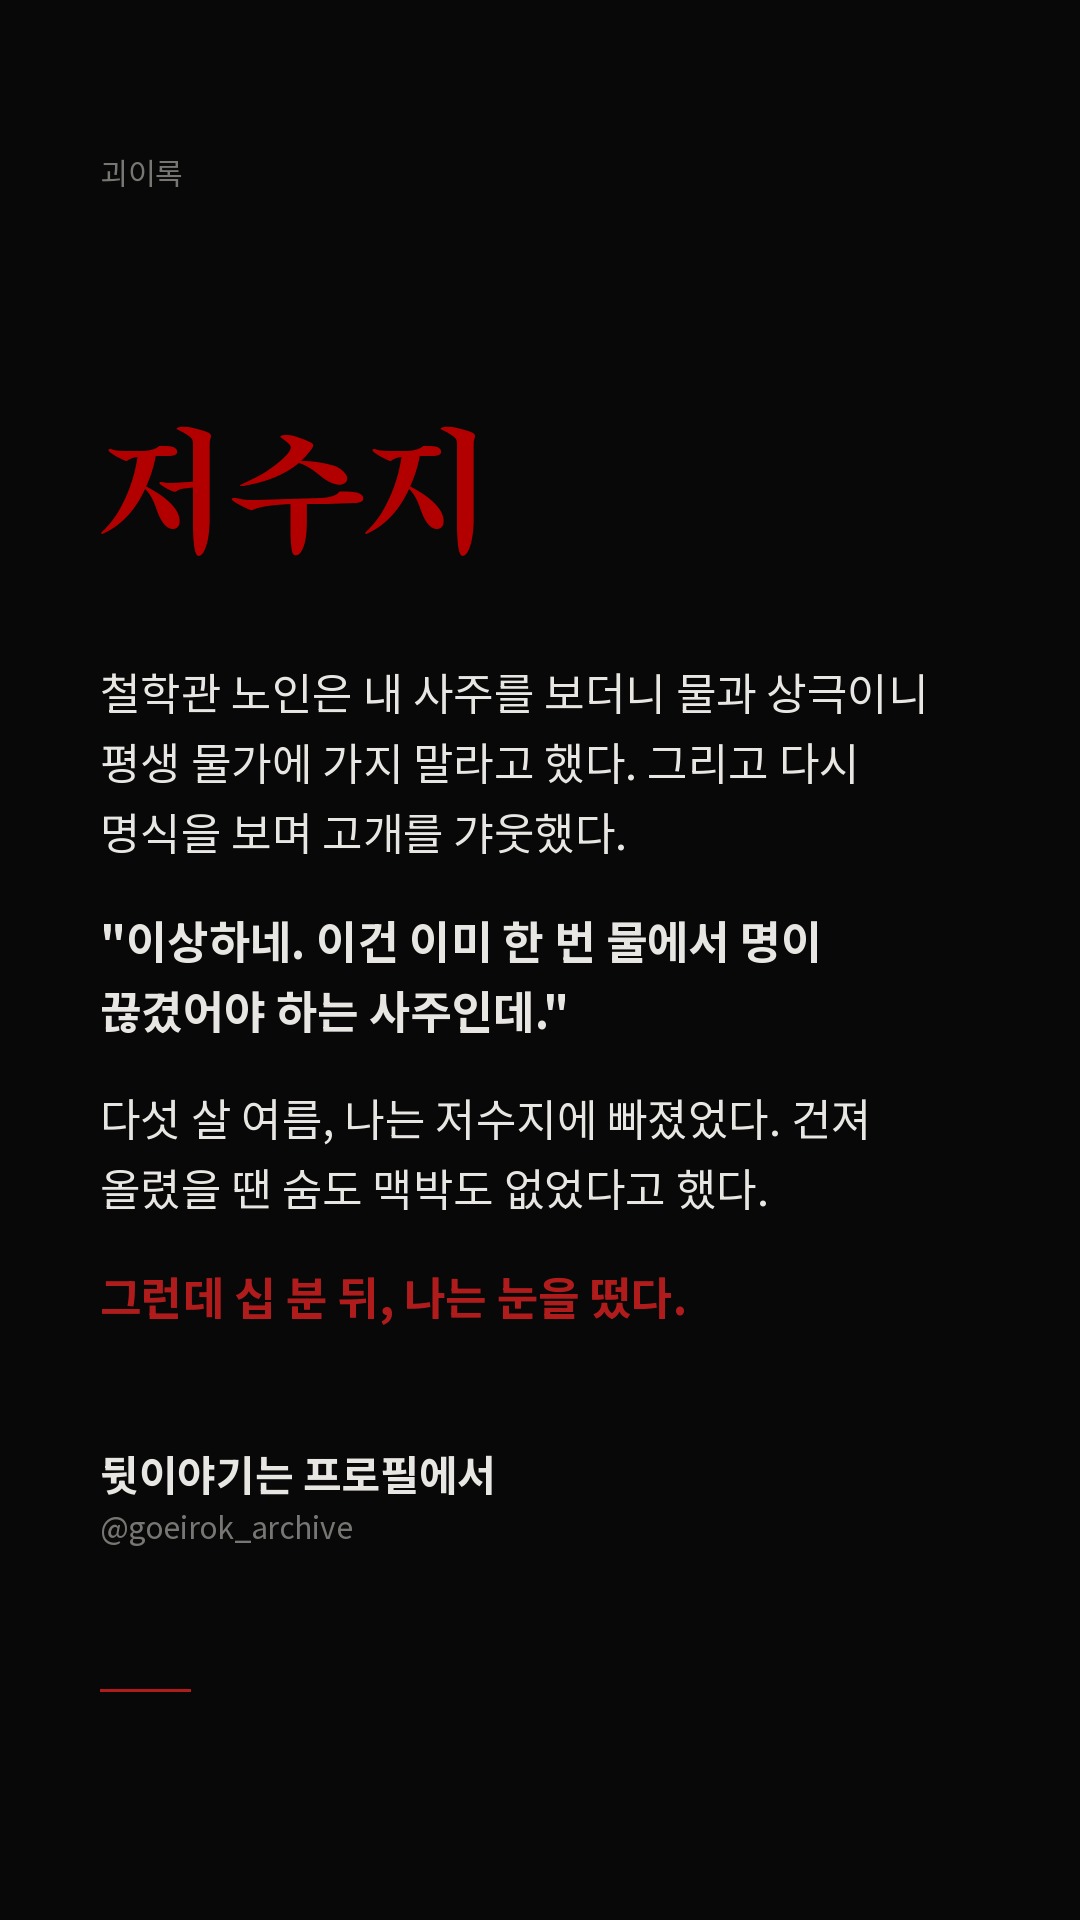 괴이록
저수지
철학관 노인은 내 사주를 보더니 물과 상극이니
평생 물가에 가지 말라고 했다. 그리고 다시
명식을 보며 고개를 갸웃했다.
"이상하네. 이건 이미 한 번 물에서 명이
끊겼어야 하는 사주인데."
다섯 살 여름, 나는 저수지에 빠졌었다. 건져
올렸을 땐 숨도 맥박도 없었다고 했다.
그런데 십 분 뒤, 나는 눈을 떴다.
뒷이야기는 프로필에서
@goeirok_archive